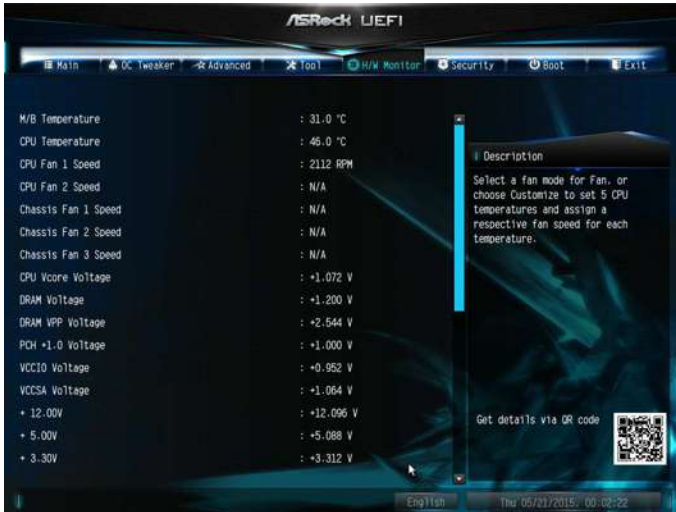 ASRock UEFI
Main OC Tweaker Advanced Tool H/W Monitor Security Boot Exit
M/B Temperature : 31.0 °C
CPU Temperature : 46.0 °C
CPU Fan 1 Speed : 2112 RPM
CPU Fan 2 Speed : N/A
Chassis Fan 1 Speed : N/A
Chassis Fan 2 Speed : N/A
Chassis Fan 3 Speed : N/A
CPU Vcore Voltage : +1.072 V
DRAM Voltage : +1.200 V
DRAM VPP Voltage : +2.544 V
PCH +1.0 Voltage : +1.000 V
VCCIO Voltage : +0.952 V
VCCSA Voltage : +1.064 V
+ 12.00V : +12.096 V
+ 5.00V : +5.088 V
+ 3.30V : +3.312 V
Description
Select a fan mode for Fan, or
choose Customize to set 5 CPU
temperatures and assign a
respective fan speed for each
temperature.
Get details via QR code
English
Thu 05/21/2015, 00:02:22